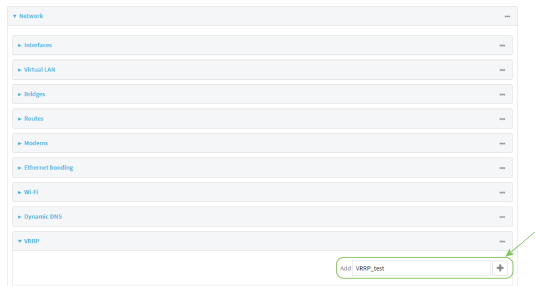 Network
Interfaces
Virtual LAN
Bridges
Routes
Modems
Ethernet bonding
Wi-Fi
Dynamic DNS
VRRP
Add VRRP_test